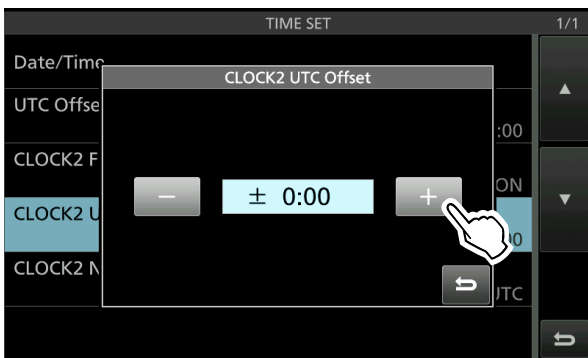 TIME SET 1/1
Date/Time
CLOCK2 UTC Offset
UTC Offse
:00
CLOCK2 F
ON
− ± 0:00 +
CLOCK2 U
00
CLOCK2 N
UTC